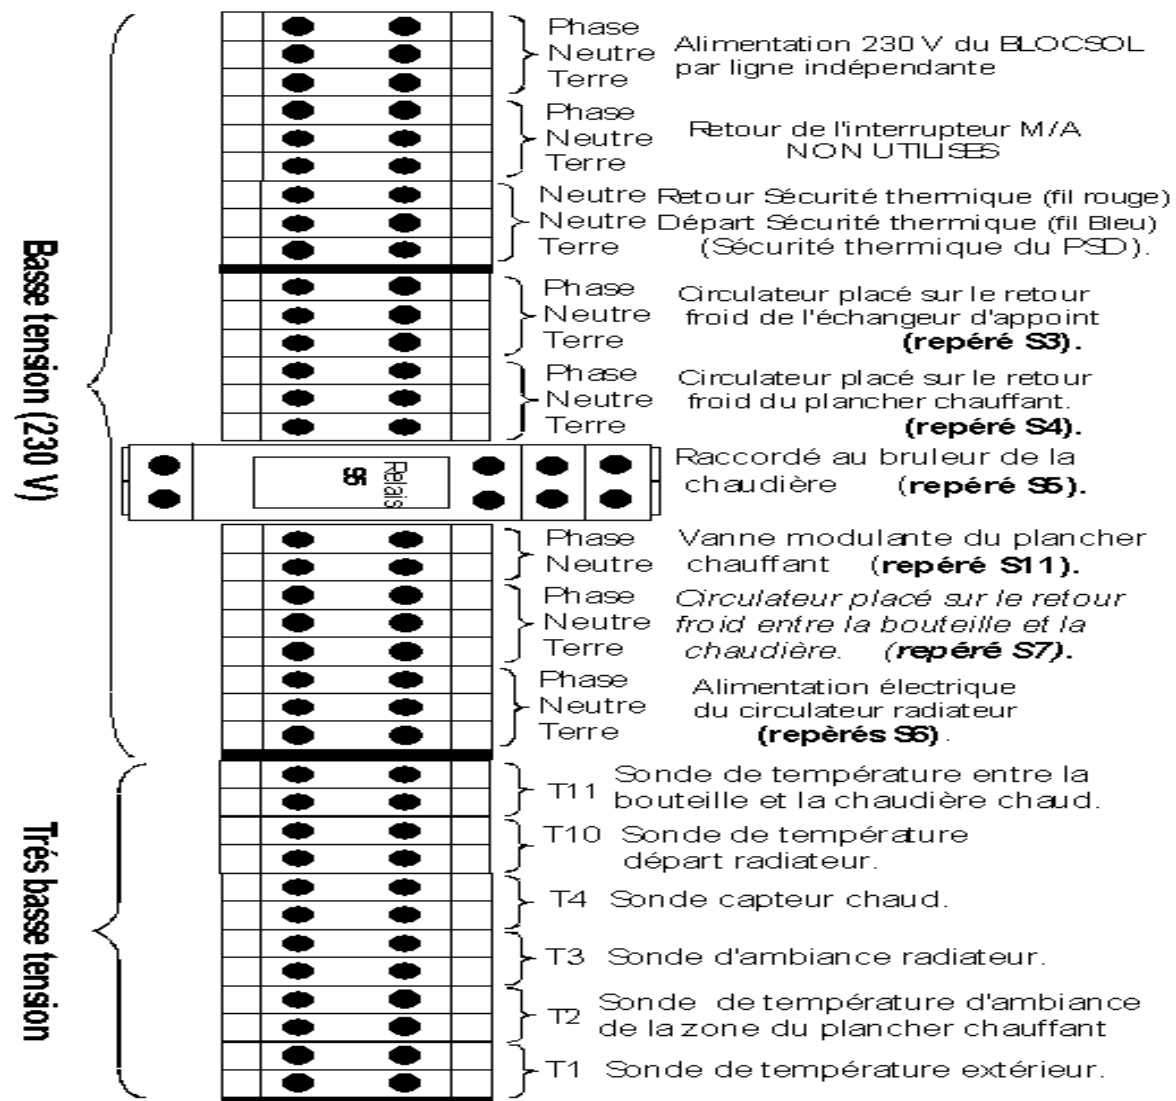 Phase
Neutre
Terre
Alimentation 230 V du BLOCSOL
par ligne indépendante
Phase
Neutre
Terre
Retour de l'interrupteur M/A
NON UTILISES
Neutre Retour Sécurité thermique (fil rouge)
Neutre Départ Sécurité thermique (fil Bleu)
Terre (Sécurité thermique du PSD).
Phase
Neutre
Terre
Circulateur placé sur le retour
froid de l'échangeur d'appoint
(repéré S3).
Phase
Neutre
Terre
Circulateur placé sur le retour
froid du plancher chauffant.
(repéré S4).
Relais
S5
Raccordé au bruleur de la
chaudière (repéré S5).
Phase
Neutre
Vanne modulante du plancher
chauffant (repéré S11).
Phase
Neutre
Terre
Circulateur placé sur le retour
froid entre la bouteille et la
chaudière. (repéré S7).
Phase
Neutre
Terre
Alimentation électrique
du circulateur radiateur
(repèrés S6).
T11 Sonde de température entre la
bouteille et la chaudière chaud.
T10 Sonde de température
départ radiateur.
T4 Sonde capteur chaud.
T3 Sonde d'ambiance radiateur.
T2 Sonde de température d'ambiance
de la zone du plancher chauffant
T1 Sonde de température extérieur.
Basse tension (230 V)
Trés basse tension